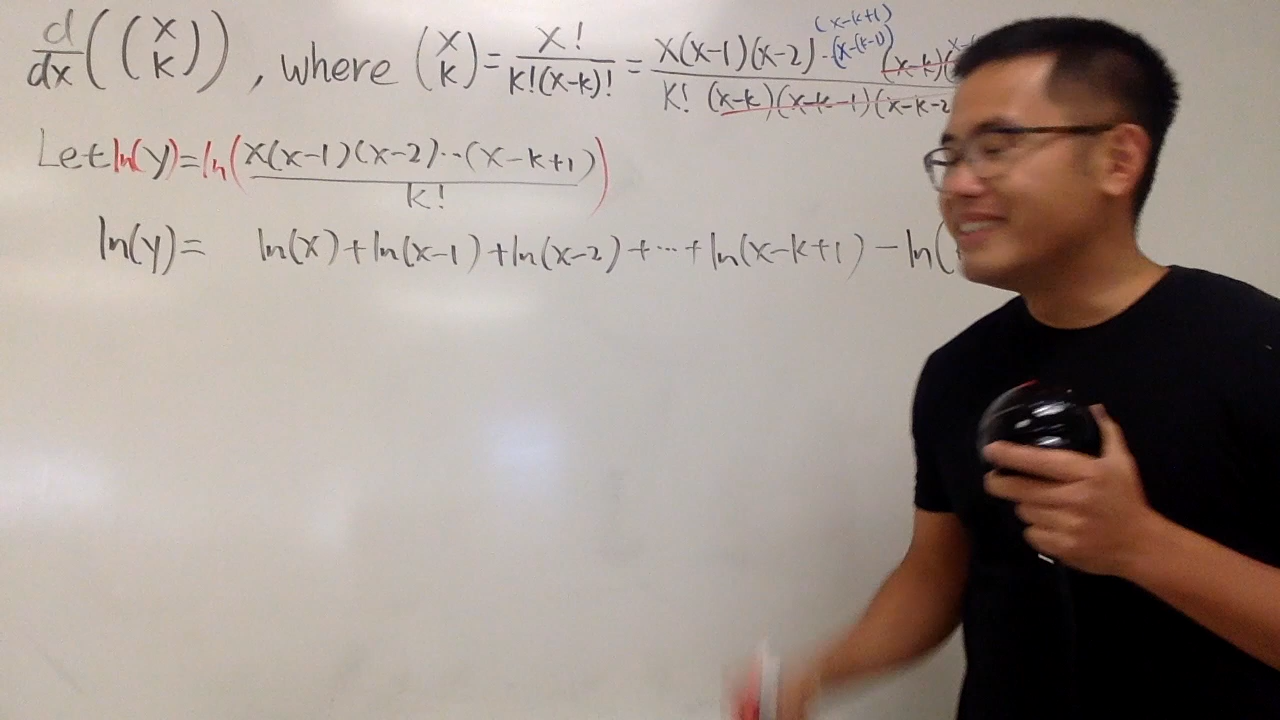 d/dx ((x k)), where (x k) = x!/k!(x-k)! = x(x-1)(x-2)··(x-(k-1))(x-k)(x-/k!(x-k)(x-k-1)(x-k-2
(x-k+1)
Let ln(y)=ln(x(x-1)(x-2)··(x-k+1)/k!)
ln(y)= ln(x)+ln(x-1)+ln(x-2)+···+ln(x-k+1)-ln(